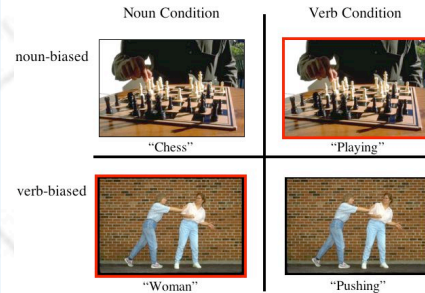 Noun Condition Verb Condition
noun-biased
“Chess” “Playing”
verb-biased
“Woman” “Pushing”